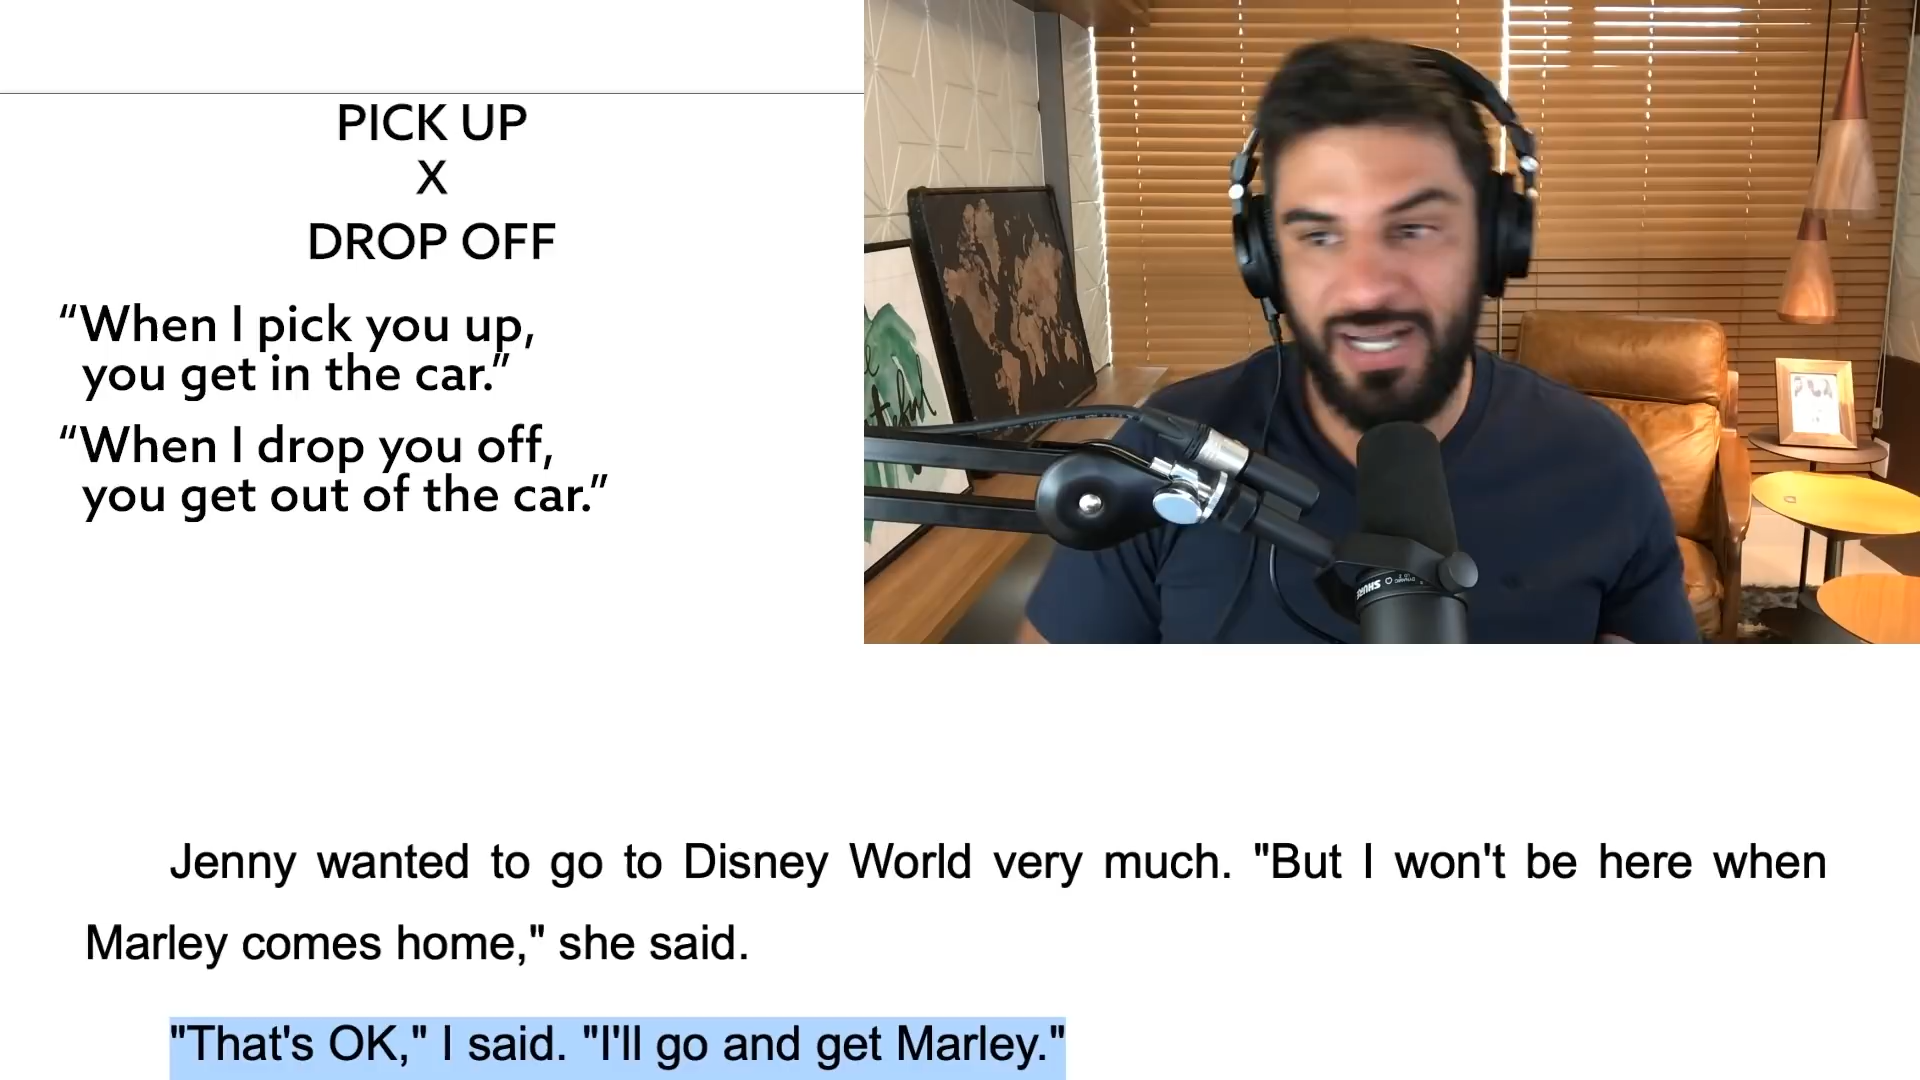 PICK UP
X
DROP OFF
“When I pick you up,
you get in the car.”
“When I drop you off,
you get out of the car.”
SHURE
Jenny wanted to go to Disney World very much. "But I won't be here when
Marley comes home," she said.
"That's OK," I said. "I'll go and get Marley."